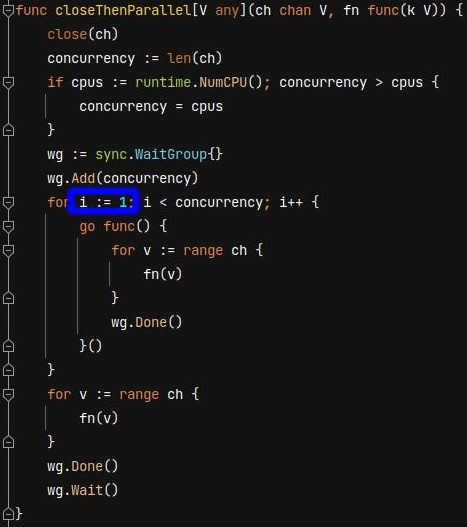 func closeThenParallel[V any](ch chan V, fn func(k V)) {
    close(ch)
    concurrency := len(ch)
    if cpus := runtime.NumCPU(); concurrency > cpus {
        concurrency = cpus
    }
    wg := sync.WaitGroup{}
    wg.Add(concurrency)
    for i := 1; i < concurrency; i++ {
        go func() {
            for v := range ch {
                fn(v)
            }
            wg.Done()
        }()
    }
    for v := range ch {
        fn(v)
    }
    wg.Done()
    wg.Wait()
}